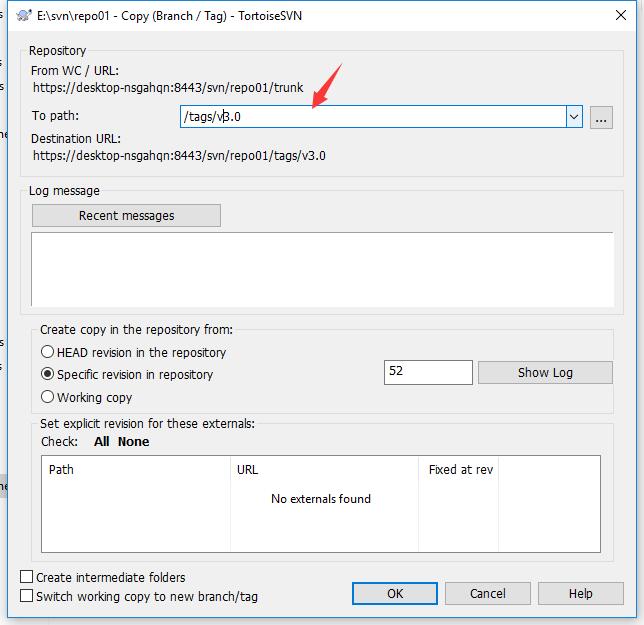 E:\svn\repo01 - Copy (Branch / Tag) - TortoiseSVN
Repository
From WC / URL:
https://desktop-nsgahqn:8443/svn/repo01/trunk
To path:
/tags/v3.0
...
Destination URL:
https://desktop-nsgahqn:8443/svn/repo01/tags/v3.0
Log message
Recent messages
Create copy in the repository from:
HEAD revision in the repository
Specific revision in repository
52
Show Log
Working copy
Set explicit revision for these externals:
Check: All None
Path URL Fixed at rev
No externals found
Create intermediate folders
Switch working copy to new branch/tag
OK Cancel Help